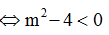 ⇔ m² − 4 < 0